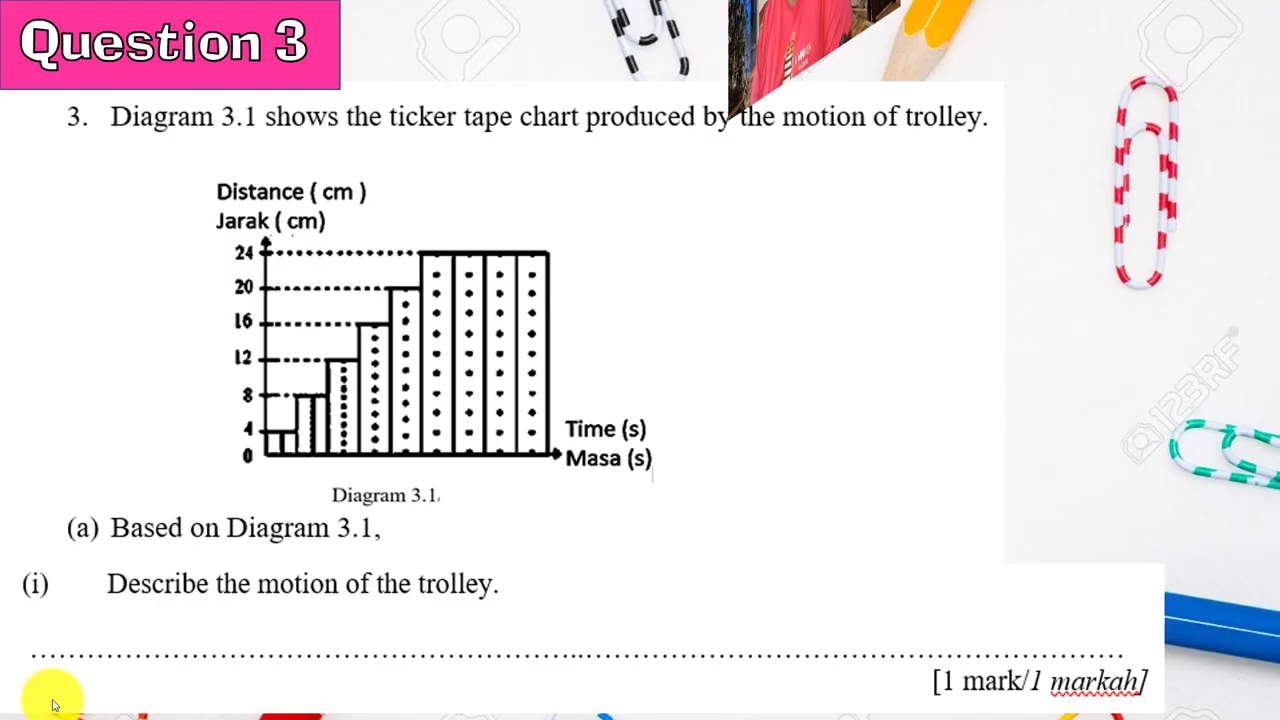 Question 3
3. Diagram 3.1 shows the ticker tape chart produced by the motion of trolley.
Distance ( cm )
Jarak ( cm)
24
20
16
12
8
4
0
Time (s)
Masa (s)
Diagram 3.1
(a) Based on Diagram 3.1,
(i) Describe the motion of the trolley.
[1 mark/1 markah]
123RF